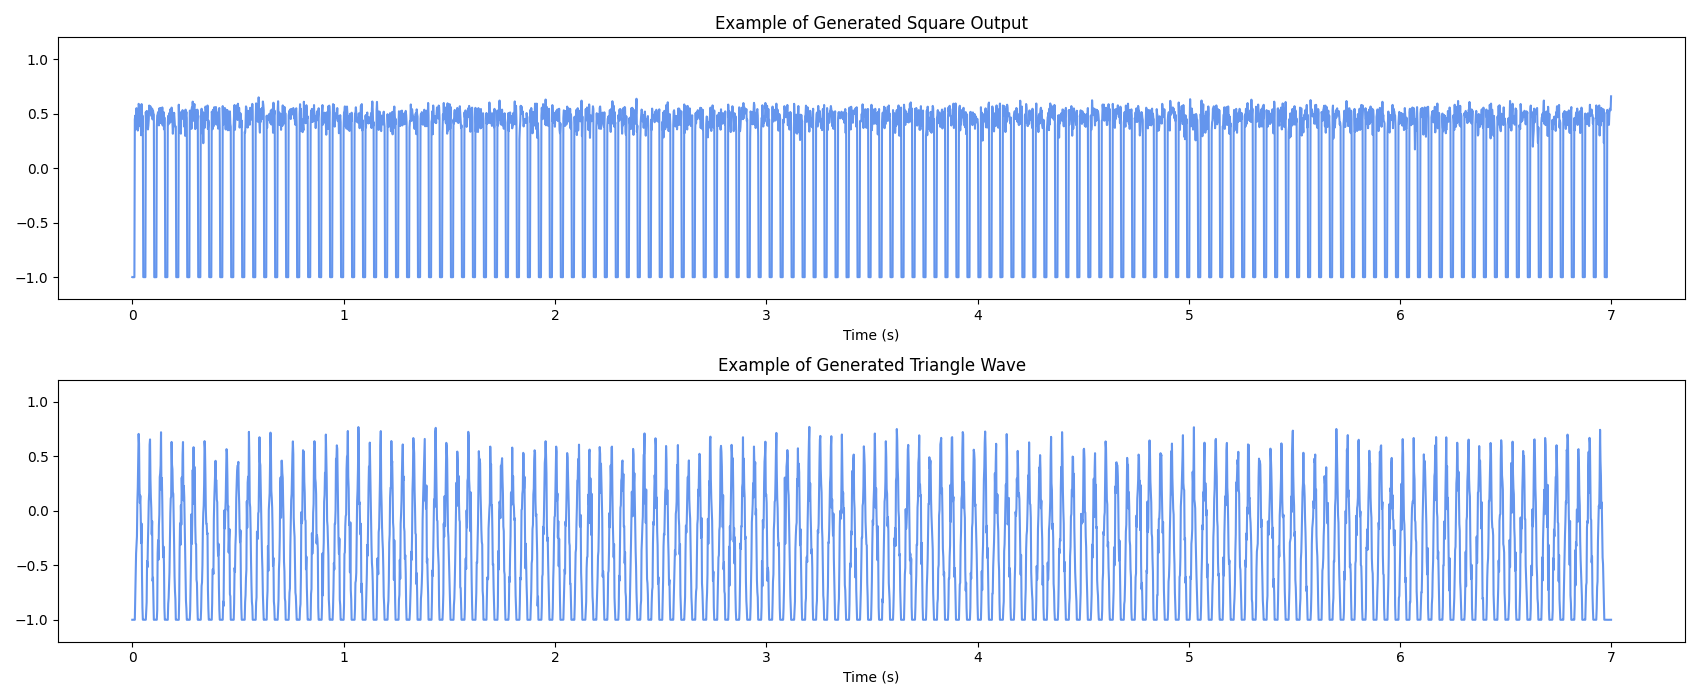 Example of Generated Square Output
1.0
0.5
0.0
−0.5
−1.0
0 1 2 3 4 5 6 7
Time (s)
Example of Generated Triangle Wave
1.0
0.5
0.0
−0.5
−1.0
0 1 2 3 4 5 6 7
Time (s)